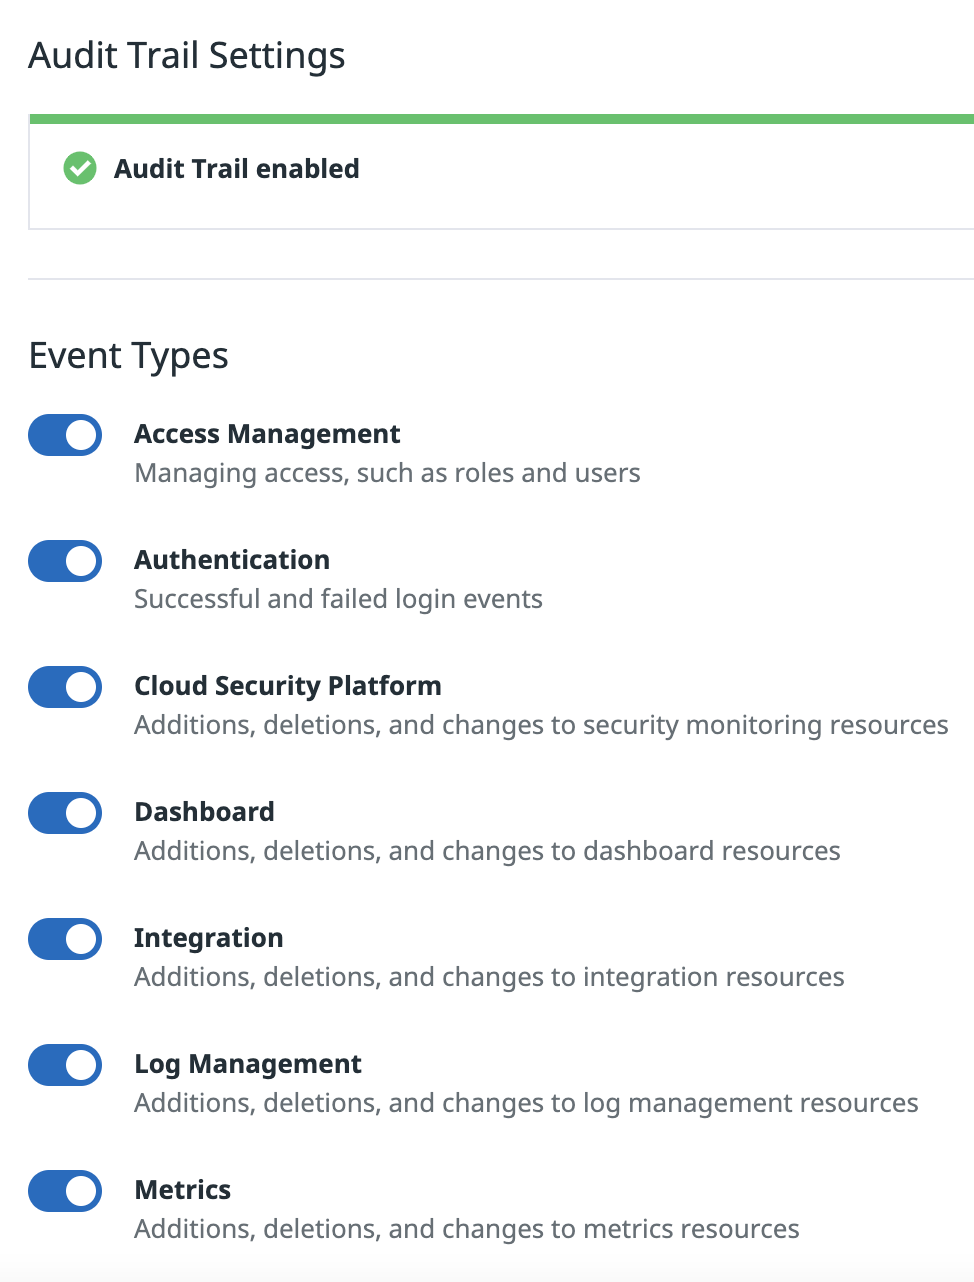 Audit Trail Settings
Audit Trail enabled
Event Types
Access Management
Managing access, such as roles and users
Authentication
Successful and failed login events
Cloud Security Platform
Additions, deletions, and changes to security monitoring resources
Dashboard
Additions, deletions, and changes to dashboard resources
Integration
Additions, deletions, and changes to integration resources
Log Management
Additions, deletions, and changes to log management resources
Metrics
Additions, deletions, and changes to metrics resources